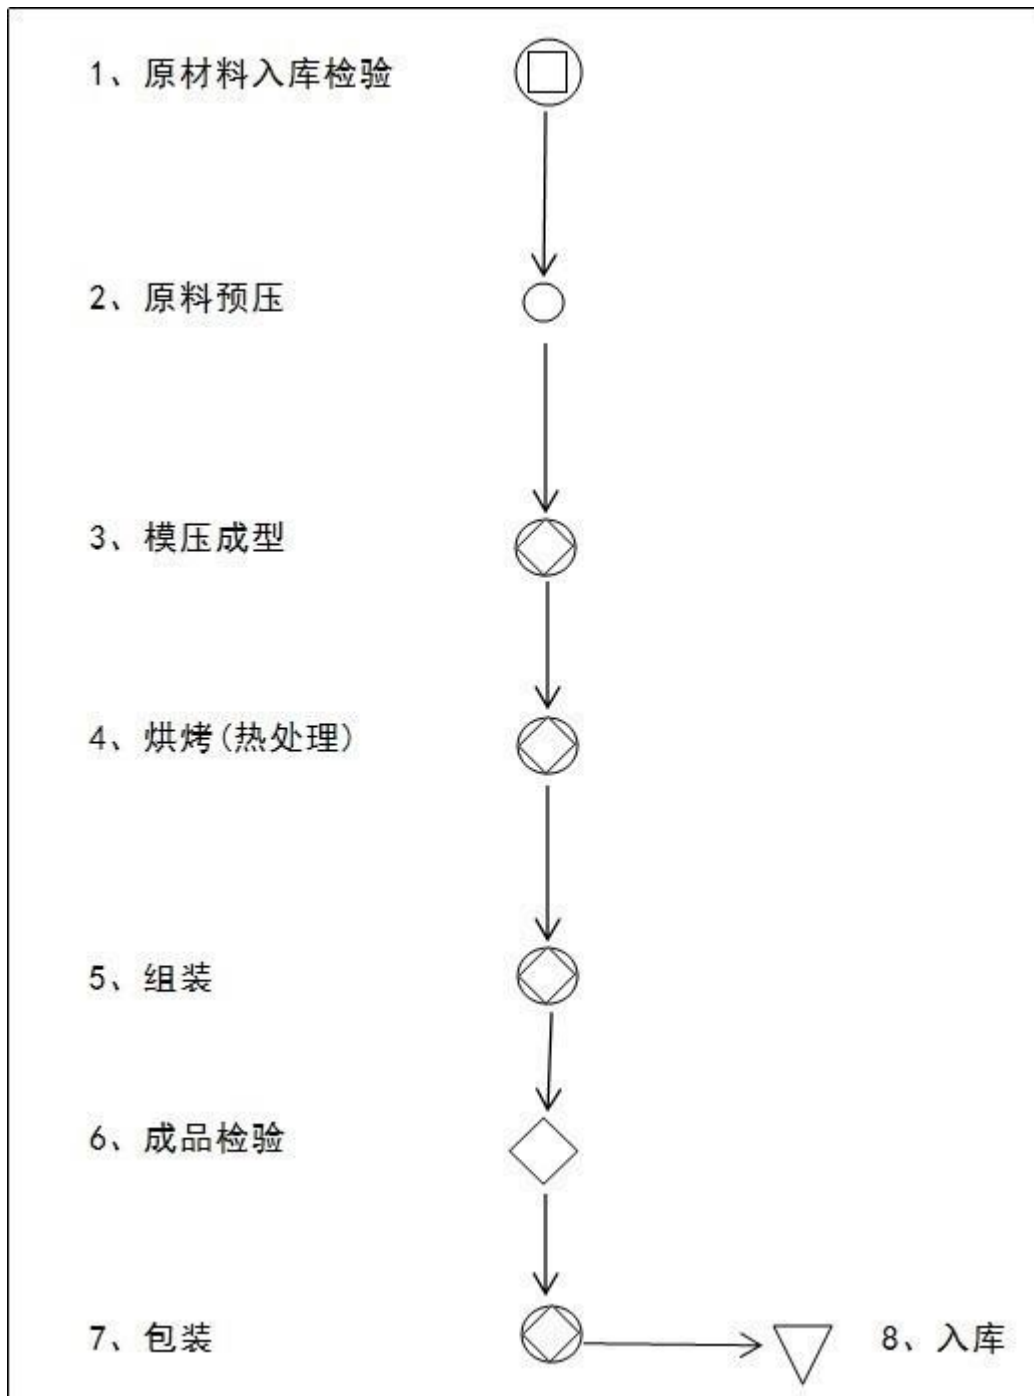 1、原材料入库检验
2、原料预压
3、模压成型
4、烘烤(热处理)
5、组装
6、成品检验
7、包装
8、入库